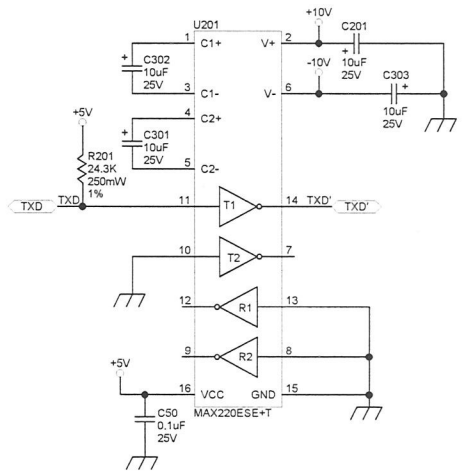 U201
+10V
C201
10uF
25V
1
C1+
V+
2
C302
10uF
25V
-10V
C303
10uF
25V
3
C1-
V-
6
4
C2+
+5V
C301
10uF
25V
R201
24.3K
250mW
1%
5
C2-
TXD
TXD
11
T1
14
TXD'
TXD'
10
T2
7
12
R1
13
9
R2
8
+5V
16
VCC
GND
15
MAX220ESE+T
C50
0.1uF
25V